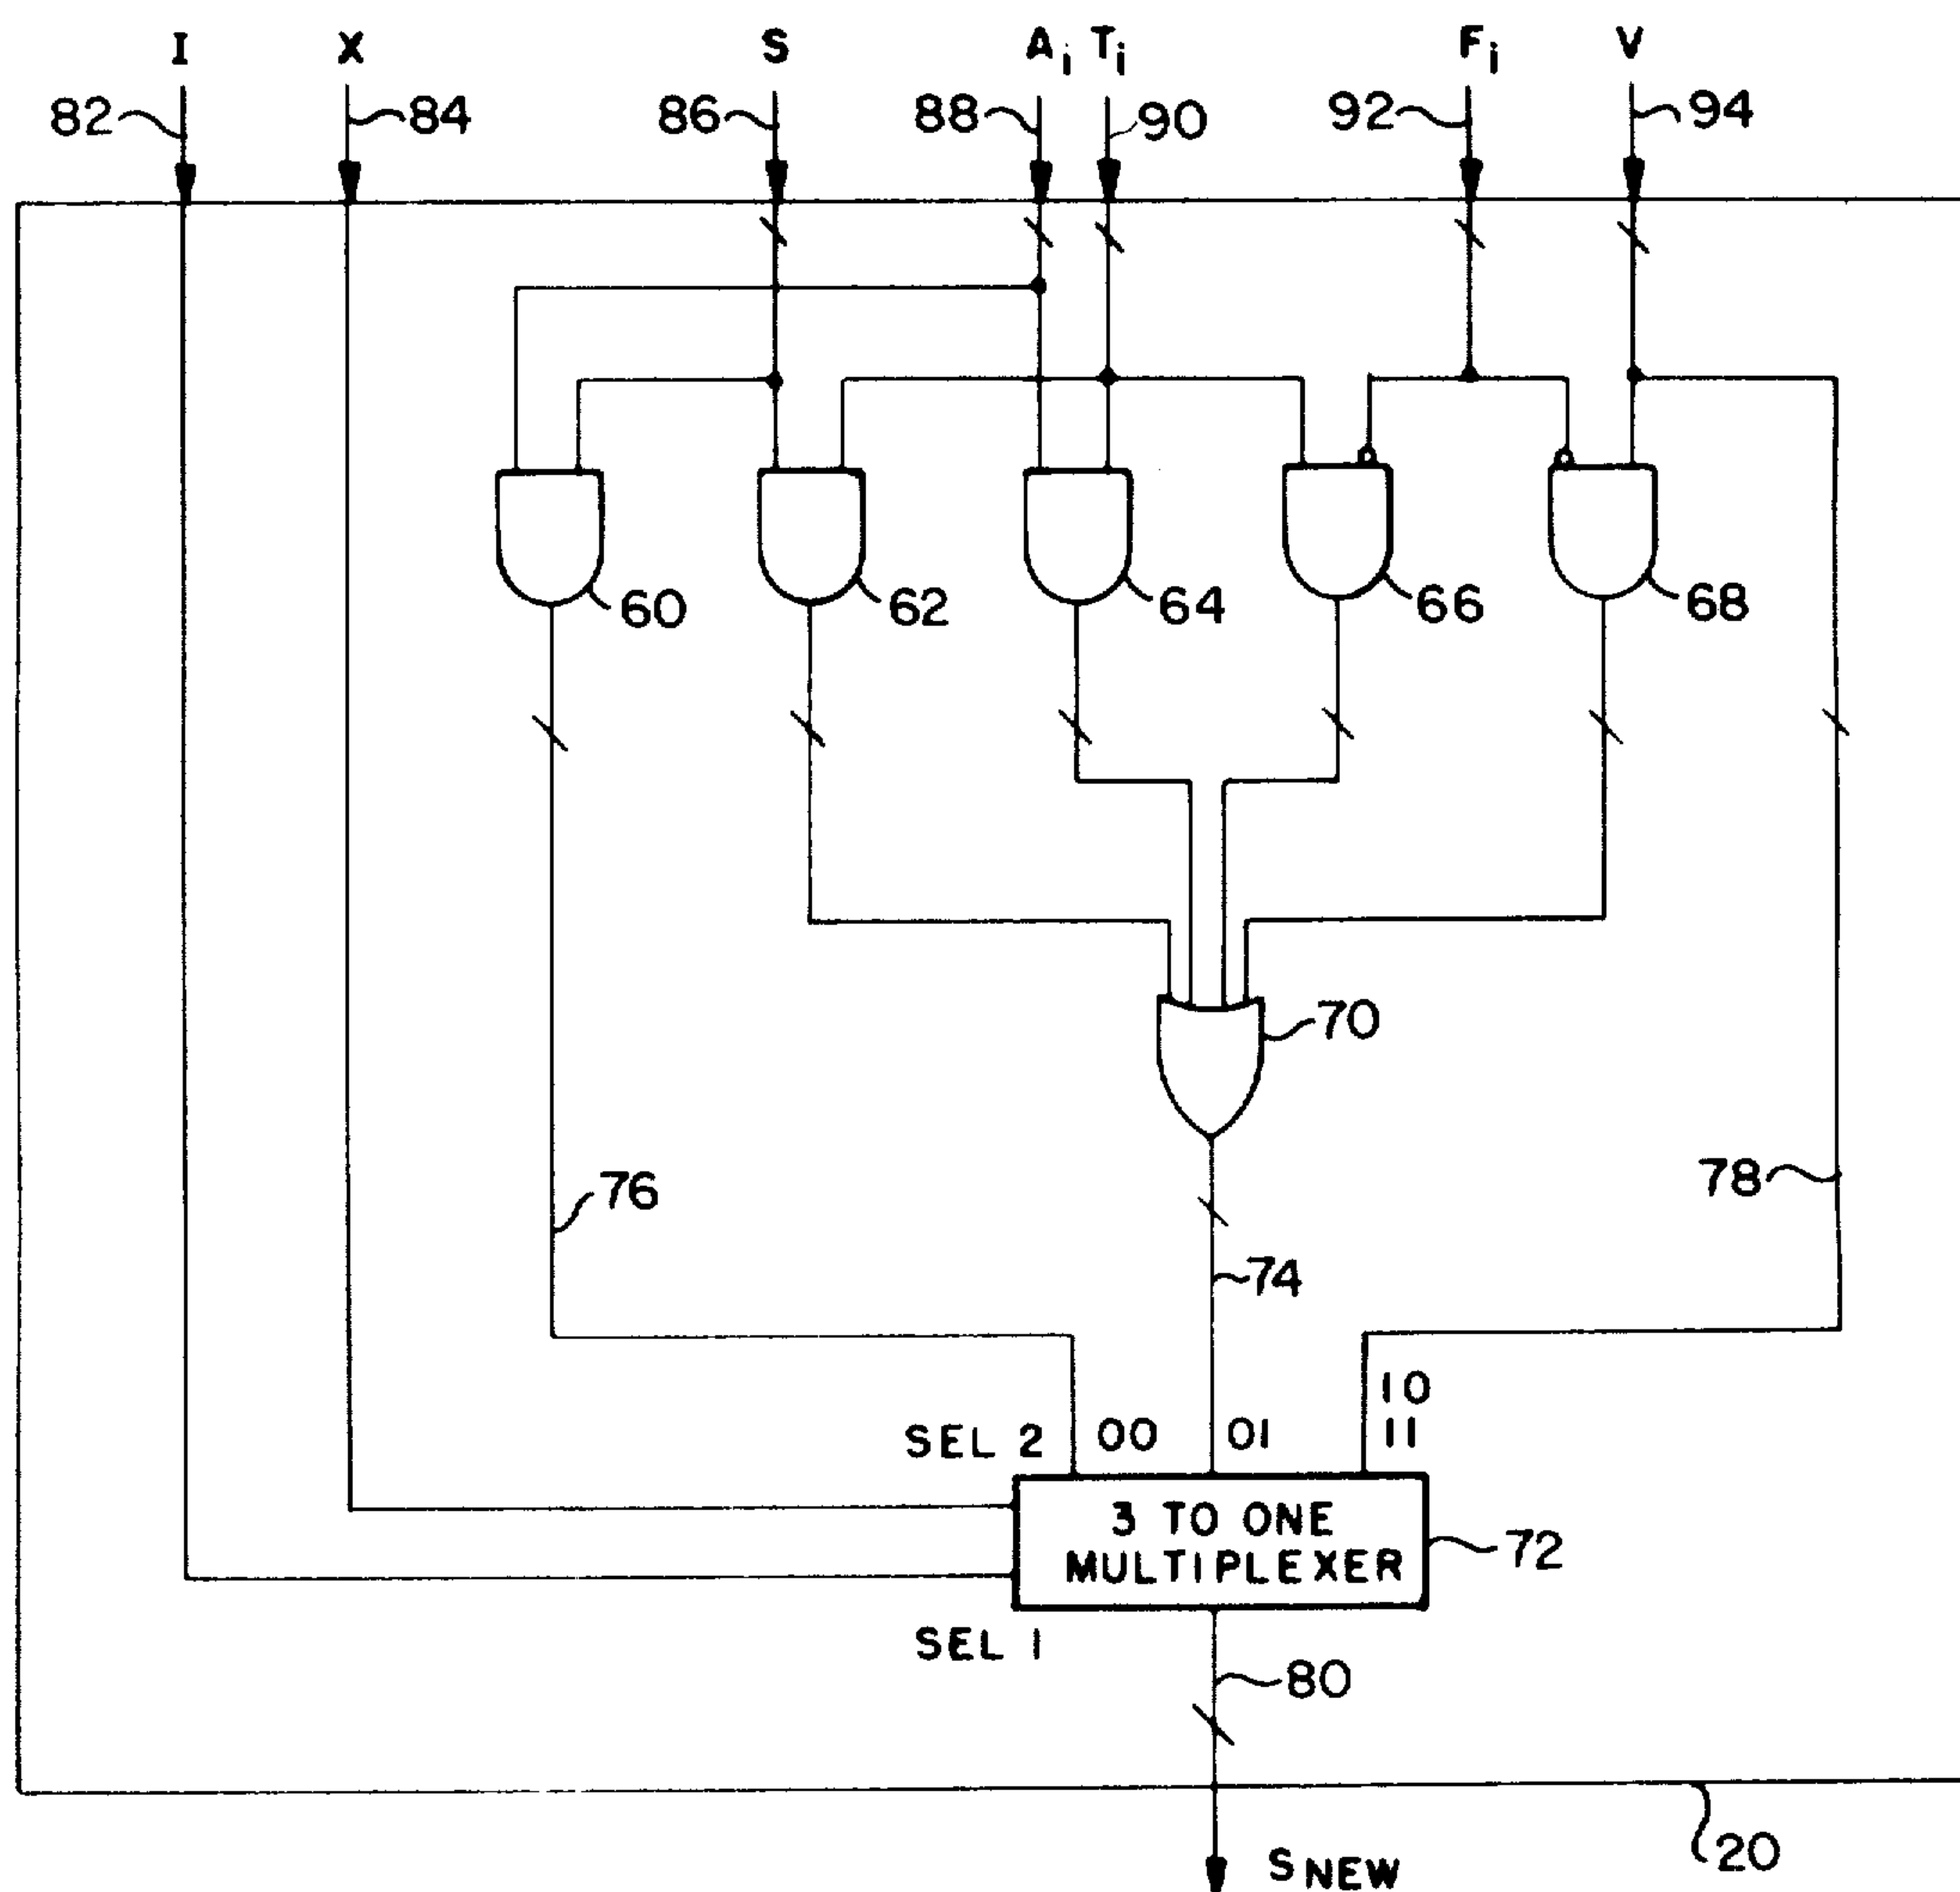 I X S Ai Ti Fi V
82 84 86 88 90 92 94
60 62 64 66 68
70
76 78
74
10
SEL 2 00 01 11
3 TO ONE
MULTIPLEXER 72
SEL 1
80
20
SNEW